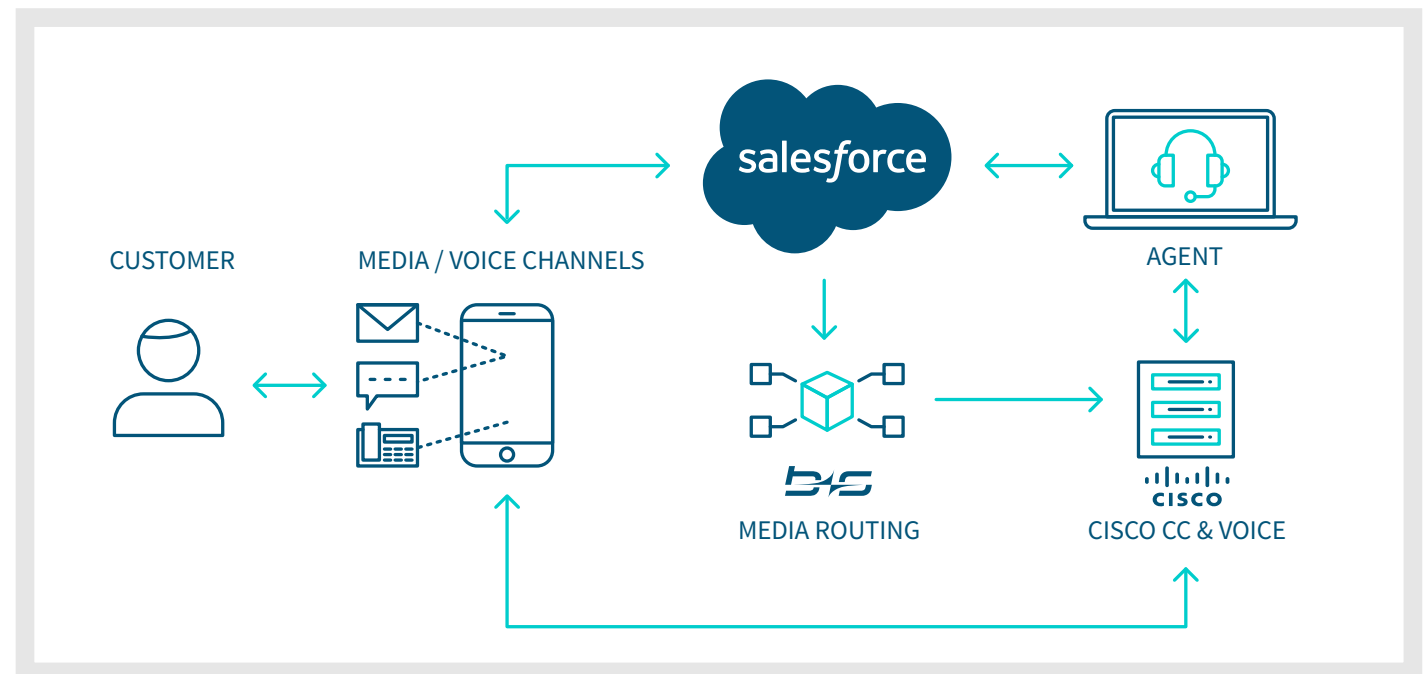 salesforce
CUSTOMER
MEDIA / VOICE CHANNELS
AGENT
b+s
CISCO
MEDIA ROUTING
CISCO CC & VOICE